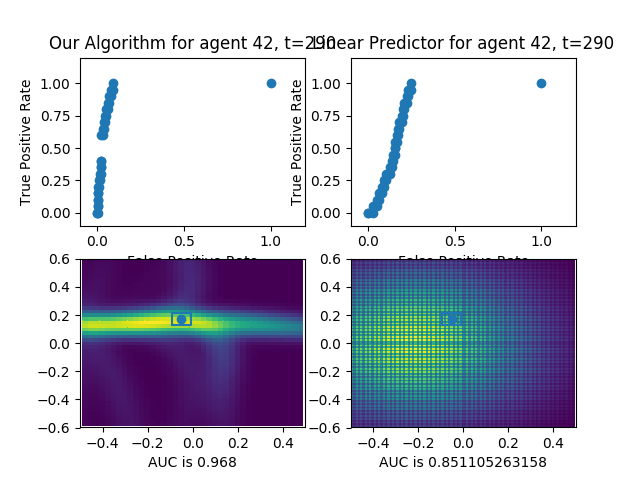 Our Algorithm for agent 42, t=290
Linear Predictor for agent 42, t=290
True Positive Rate
1.00
0.75
0.50
0.25
0.00
0.0 0.5 1.0
False Positive Rate
True Positive Rate
1.00
0.75
0.50
0.25
0.00
0.0 0.5 1.0
0.6
0.4
0.2
0.0
−0.2
−0.4
−0.6
−0.4 −0.2 0.0 0.2 0.4
AUC is 0.968
0.6
0.4
0.2
0.0
−0.2
−0.4
−0.6
−0.4 −0.2 0.0 0.2 0.4
AUC is 0.851105263158